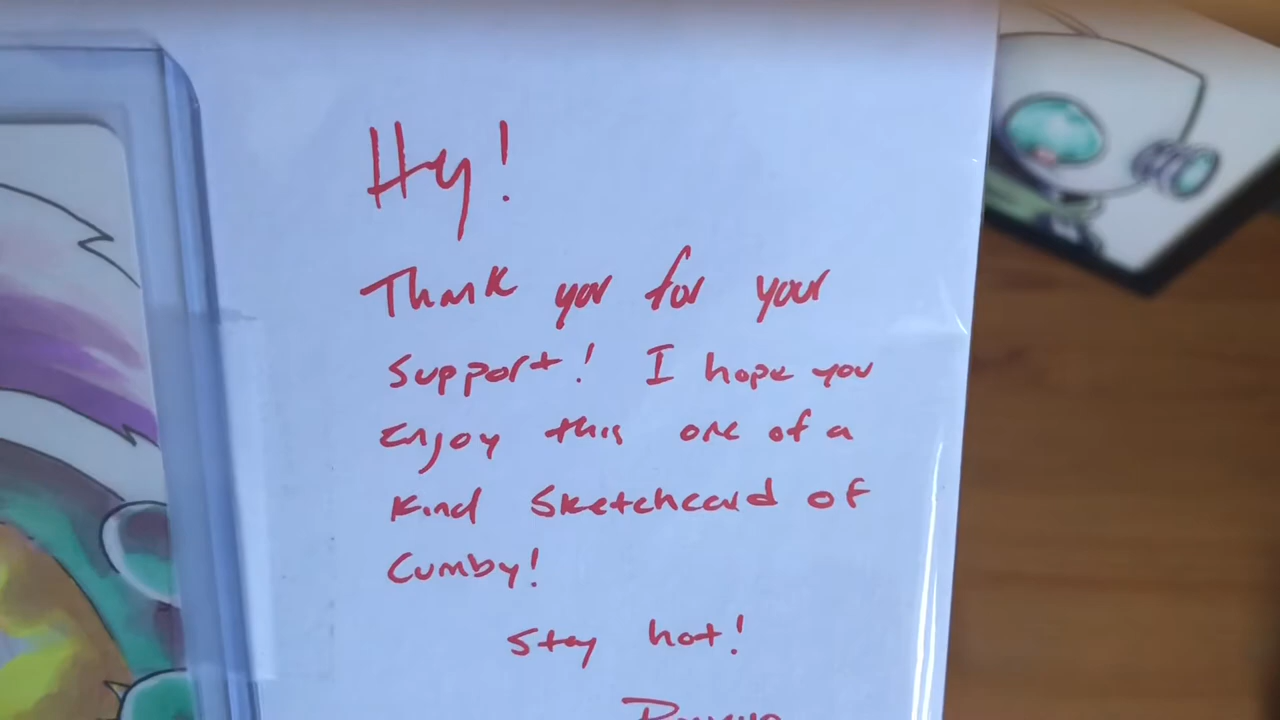 Hey!
Thank you for your
support! I hope you
enjoy this one of a
kind sketchcard of
Cumby!
Stay hot!